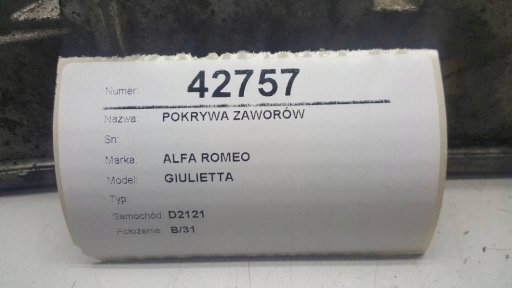 Numer: 42757
Nazwa: POKRYWA ZAWORÓW
Sn
Marka: ALFA ROMEO
Model: GIULIETTA
Typ
Samochód: D2121
Położenie: B/31